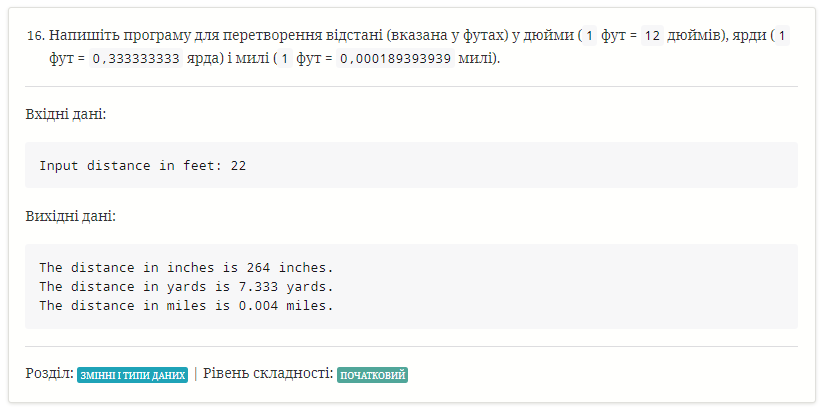 16. Напишіть програму для перетворення відстані (вказана у футах) у дюйми ( 1 фут = 12 дюймів), ярди ( 1
фут = 0,333333333 ярда) і милі ( 1 фут = 0,000189393939 милі).
Вхідні дані:
Input distance in feet: 22
Вихідні дані:
The distance in inches is 264 inches.
The distance in yards is 7.333 yards.
The distance in miles is 0.004 miles.
Розділ: ЗМІННІ І ТИПИ ДАНИХ | Рівень складності: ПОЧАТКОВИЙ